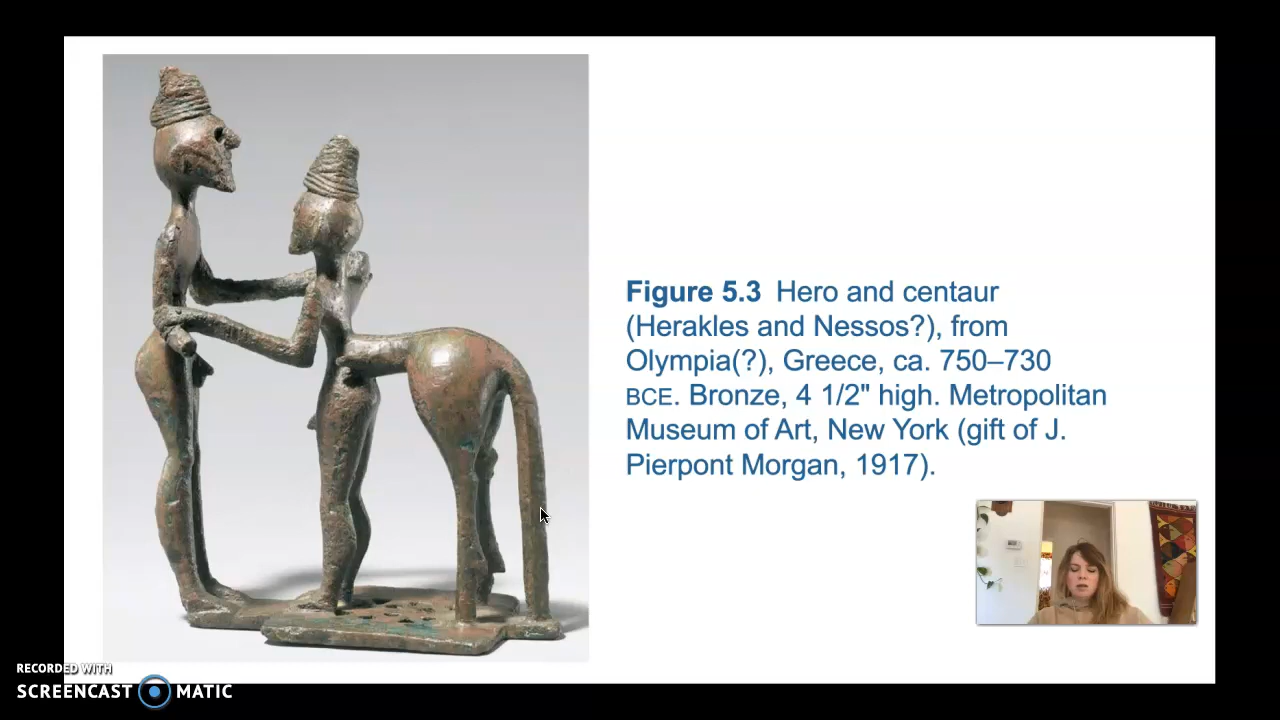 Figure 5.3 Hero and centaur
(Herakles and Nessos?), from
Olympia(?), Greece, ca. 750–730
BCE. Bronze, 4 1/2" high. Metropolitan
Museum of Art, New York (gift of J.
Pierpont Morgan, 1917).
RECORDED WITH
SCREENCAST MATIC